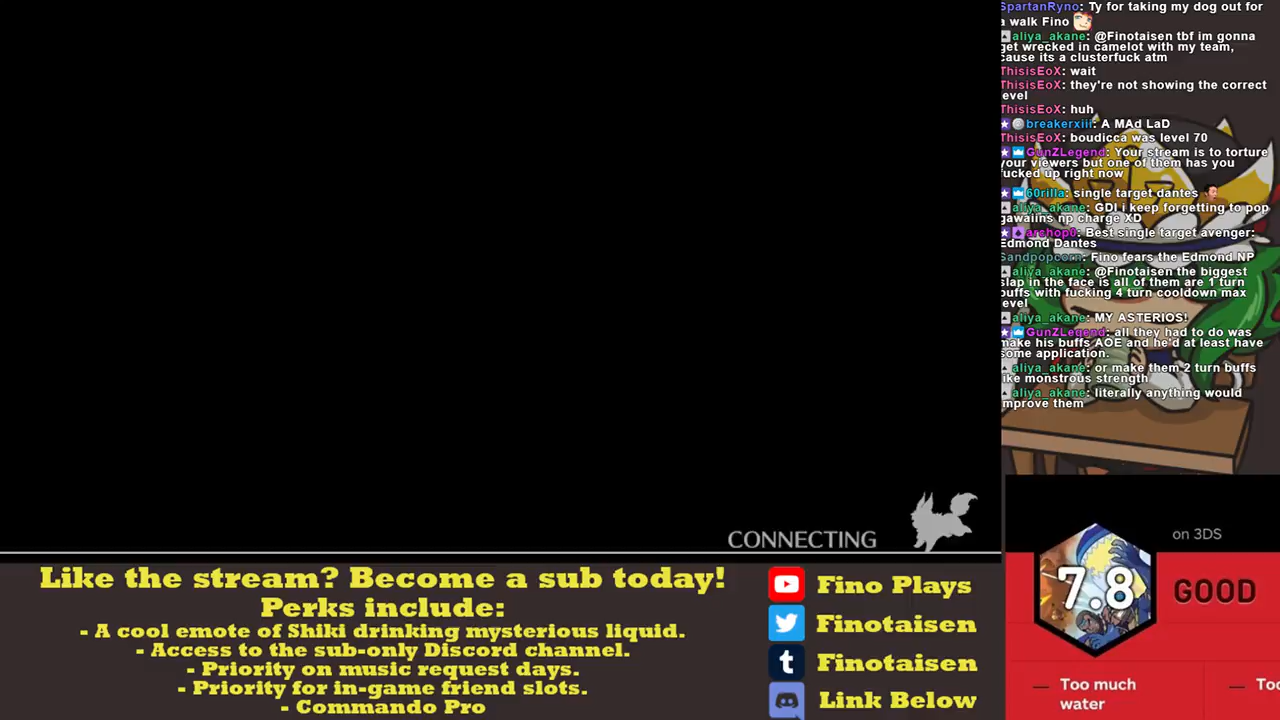 SpartanRyno: Ty for taking my dog out for
a walk Fino
aliya_akane: @Finotaisen tbf im gonna
get wrecked in camelot with my team,
cause its a clusterfuck atm
ThisisEoX: wait
ThisisEoX: they're not showing the correct
level
ThisisEoX: huh
breakerxiii: A MAd LaD
ThisisEoX: boudicca was level 70
GunZLegend: Your stream is to torture
your viewers but one of them has you
fucked up right now
60rilla: single target dantes
aliya_akane: GDI i keep forgetting to pop
gawaiins np charge XD
archop0: Best single target avenger:
Edmond Dantes
Sandpopcorn: Fino fears the Edmond NP
aliya_akane: @Finotaisen the biggest
slap in the face is all of them are 1 turn
buffs with fucking 4 turn cooldown max
level
aliya_akane: MY ASTERIOS!
GunZLegend: all they had to do was
make his buffs AOE and he'd at least have
some application.
aliya_akane: or make them 2 turn buffs
like monstrous strength
aliya_akane: literally anything would
improve them
CONNECTING
on 3DS
7.8
GOOD
— Too much
water
— Too
Like the stream? Become a sub today!
Perks include:
- A cool emote of Shiki drinking mysterious liquid.
- Access to the sub-only Discord channel.
- Priority on music request days.
- Priority for in-game friend slots.
- Commando Pro
Fino Plays
Finotaisen
Finotaisen
Link Below